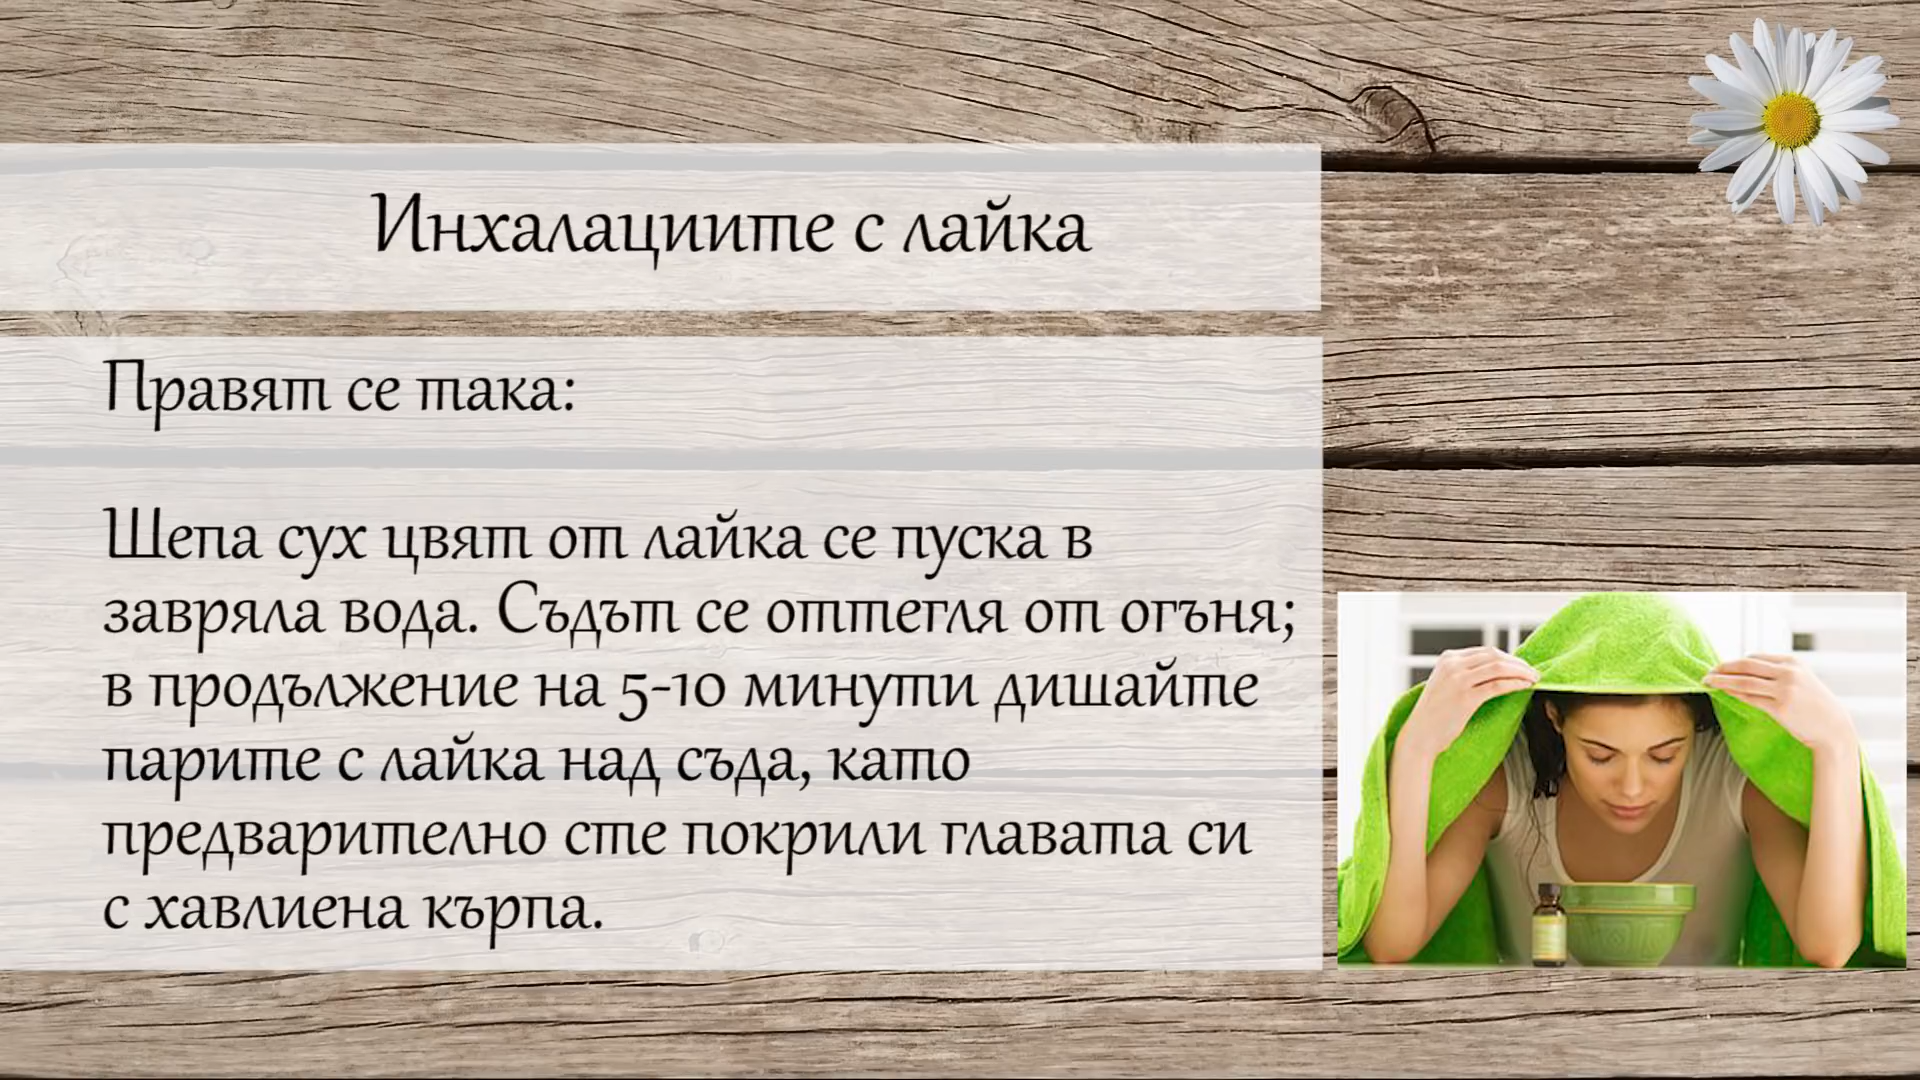 Инхалациите с лайка
Правят се така:
Шепа сух цвят от лайка се пуска в
завряла вода. Съдът се оттегля от огъня;
в продължение на 5-10 минути дишайте
парите с лайка над съда, като
предварително сте покрили главата си
с хавлиена кърпа.